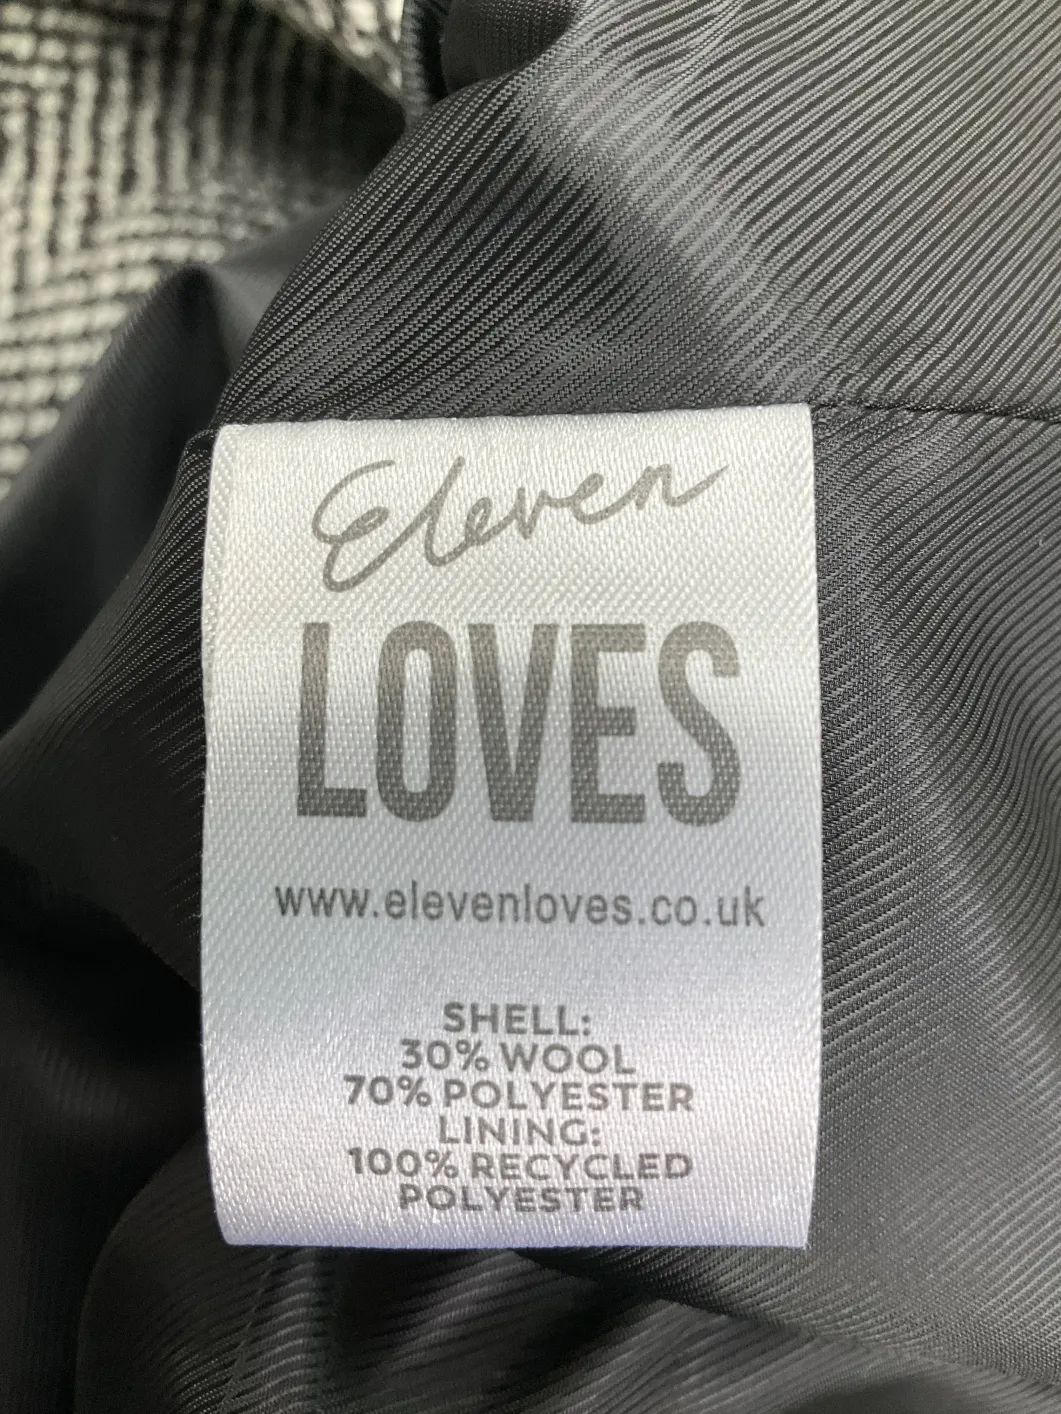 Eleven
LOVES
www.elevenloves.co.uk
SHELL:
30% WOOL
70% POLYESTER
LINING:
100% RECYCLED
POLYESTER